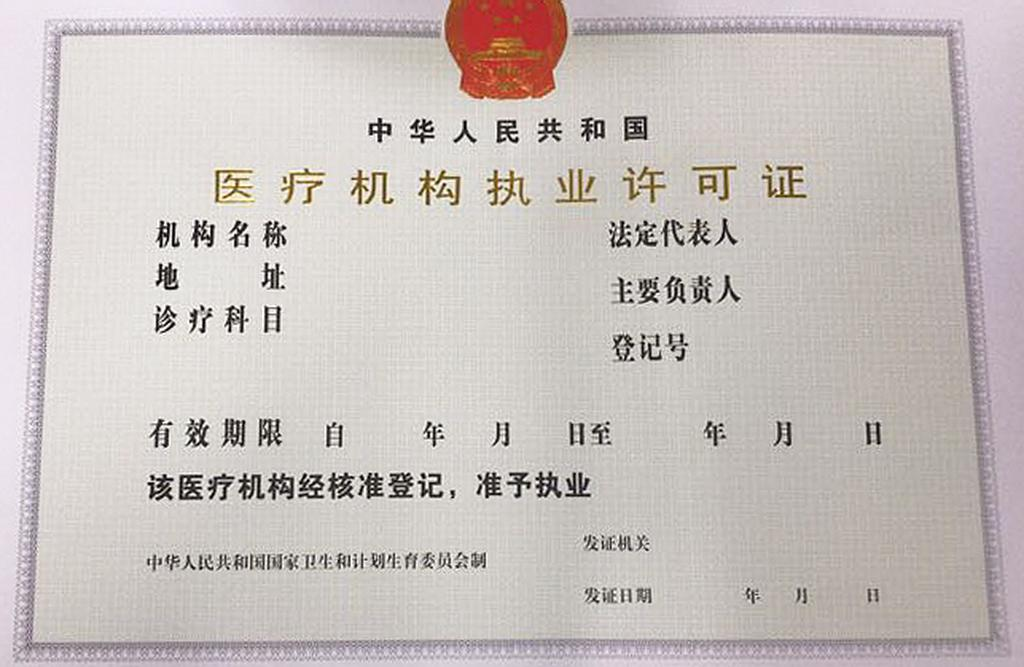 中华人民共和国
医疗机构执业许可证
机构名称
地址
诊疗科目
法定代表人
主要负责人
登记号
有效期限 自 年 月 日至 年 月 日
该医疗机构经核准登记，准予执业
中华人民共和国国家卫生和计划生育委员会制
发证机关
发证日期 年 月 日